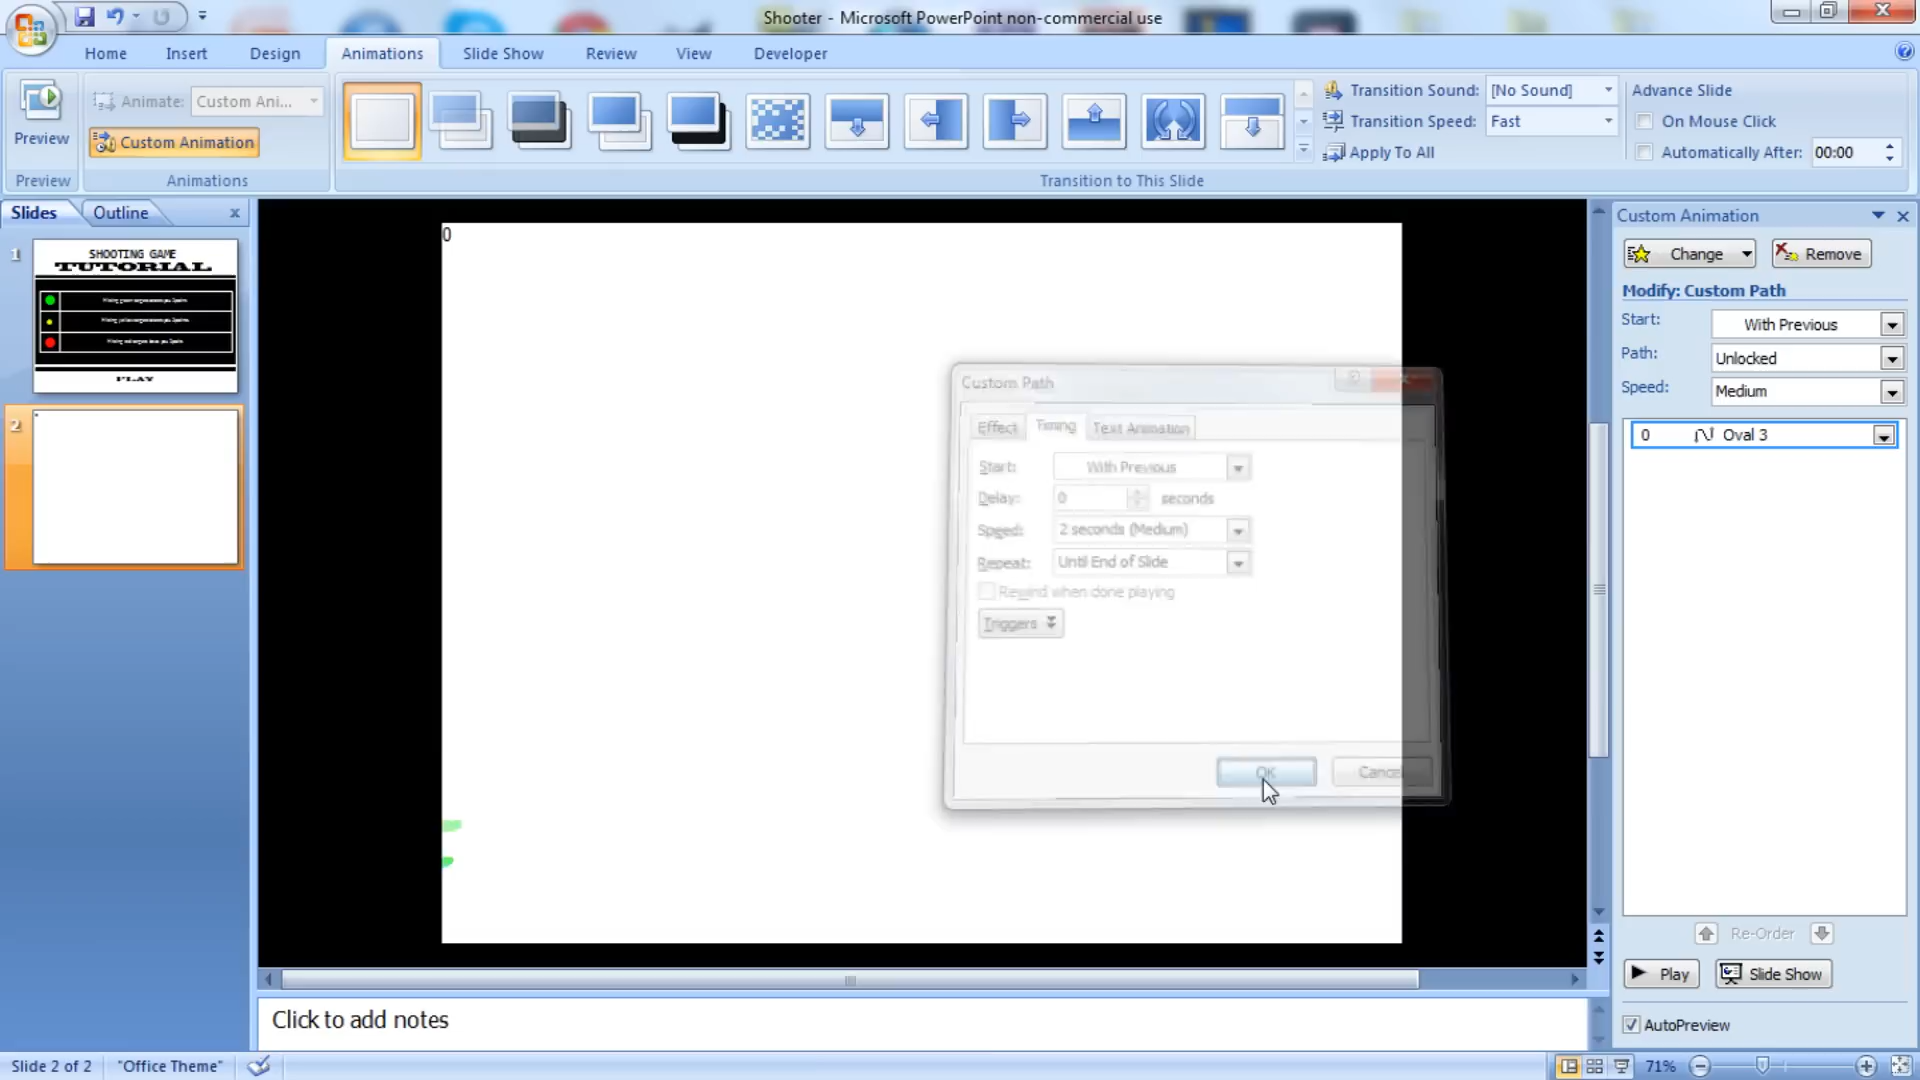 Shooter - Microsoft PowerPoint non-commercial use
Home Insert Design Animations Slide Show Review View Developer
Preview
Animate: Custom Ani...
Custom Animation
Transition Sound: [No Sound]
Transition Speed: Fast
Apply To All
Advance Slide
On Mouse Click
Automatically After: 00:00
Preview Animations Transition to This Slide
Slides Outline
1
SHOOTING GAME
TUTORIAL
PLAY
2
0
Custom Path
Effect Timing Text Animation
Start: With Previous
Delay: 0 seconds
Speed: 2 seconds (Medium)
Repeat: Until End of Slide
Rewind when done playing
Triggers
OK Cancel
Custom Animation
Change Remove
Modify: Custom Path
Start: With Previous
Path: Unlocked
Speed: Medium
0 Oval 3
Re-Order
Play Slide Show
AutoPreview
Click to add notes
Slide 2 of 2 "Office Theme" 71%